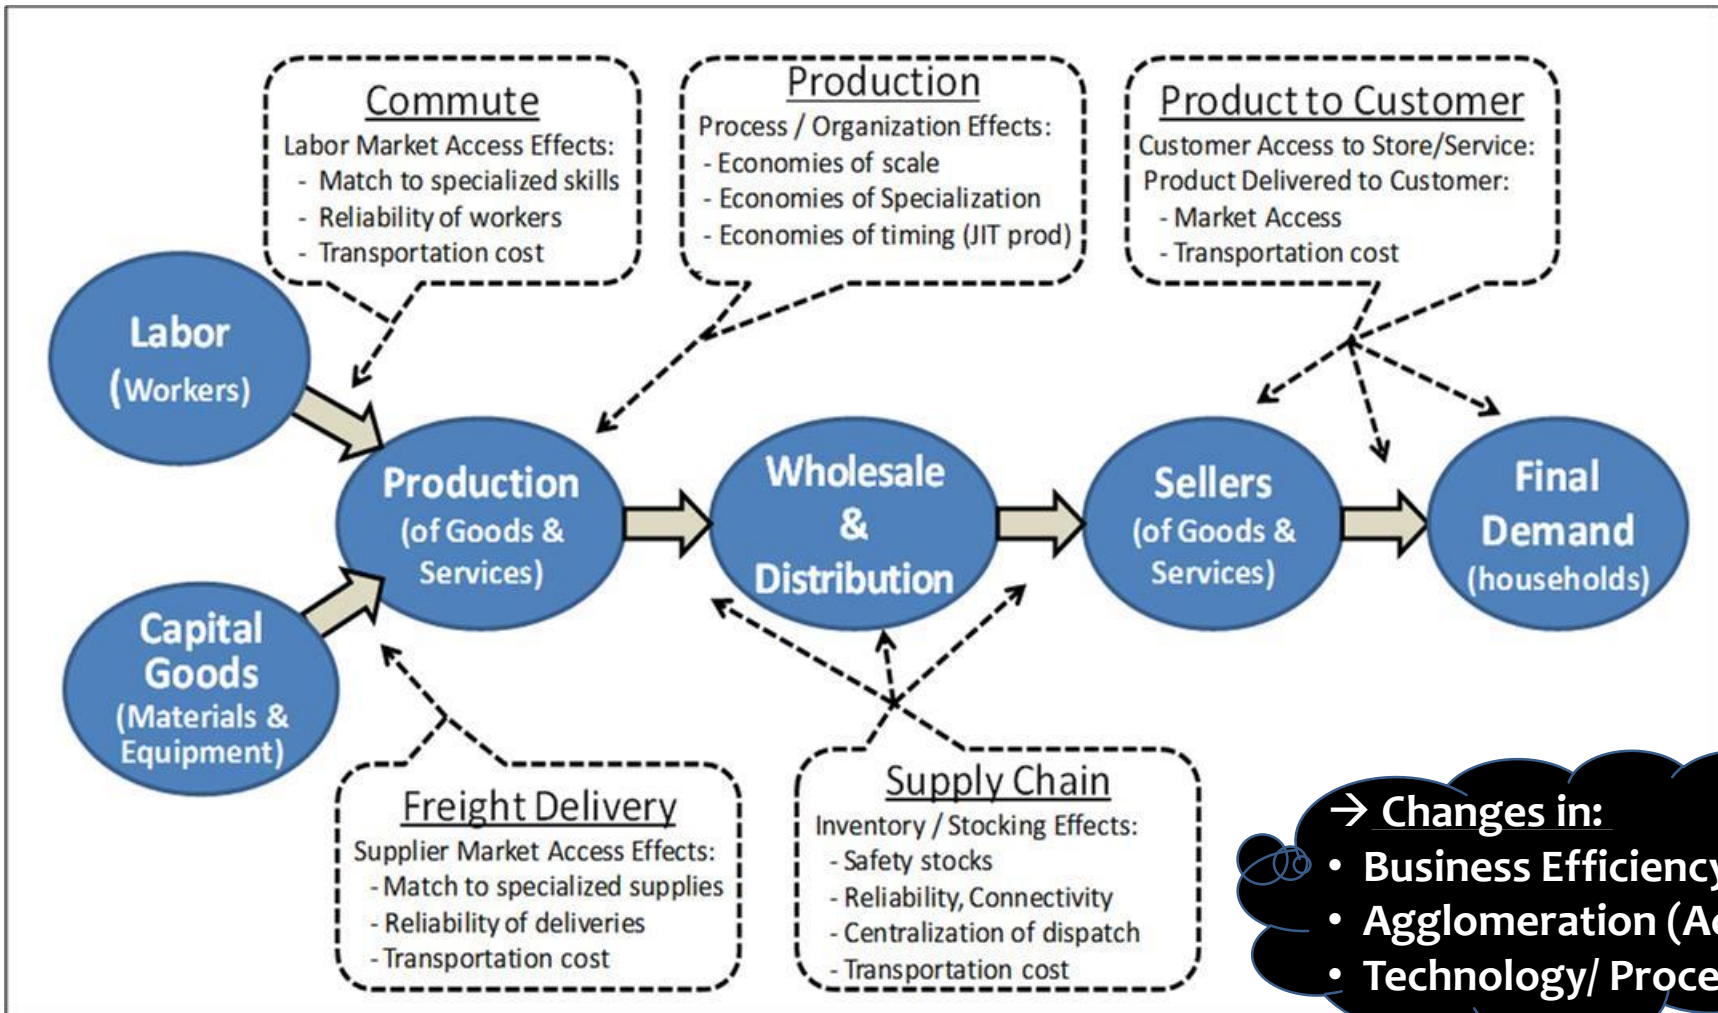 Commute
Labor Market Access Effects:
- Match to specialized skills
- Reliability of workers
- Transportation cost
Production
Process / Organization Effects:
- Economies of scale
- Economies of Specialization
- Economies of timing (JIT prod)
Product to Customer
Customer Access to Store/Service:
Product Delivered to Customer:
- Market Access
- Transportation cost
Labor
(Workers)
Production
(of Goods &
Services)
Wholesale
&
Distribution
Sellers
(of Goods &
Services)
Final
Demand
(households)
Capital
Goods
(Materials &
Equipment)
Freight Delivery
Supplier Market Access Effects:
- Match to specialized supplies
- Reliability of deliveries
- Transportation cost
Supply Chain
Inventory / Stocking Effects:
- Safety stocks
- Reliability, Connectivity
- Centralization of dispatch
- Transportation cost
→ Changes in:
• Business Efficiency
• Agglomeration
• Technology/